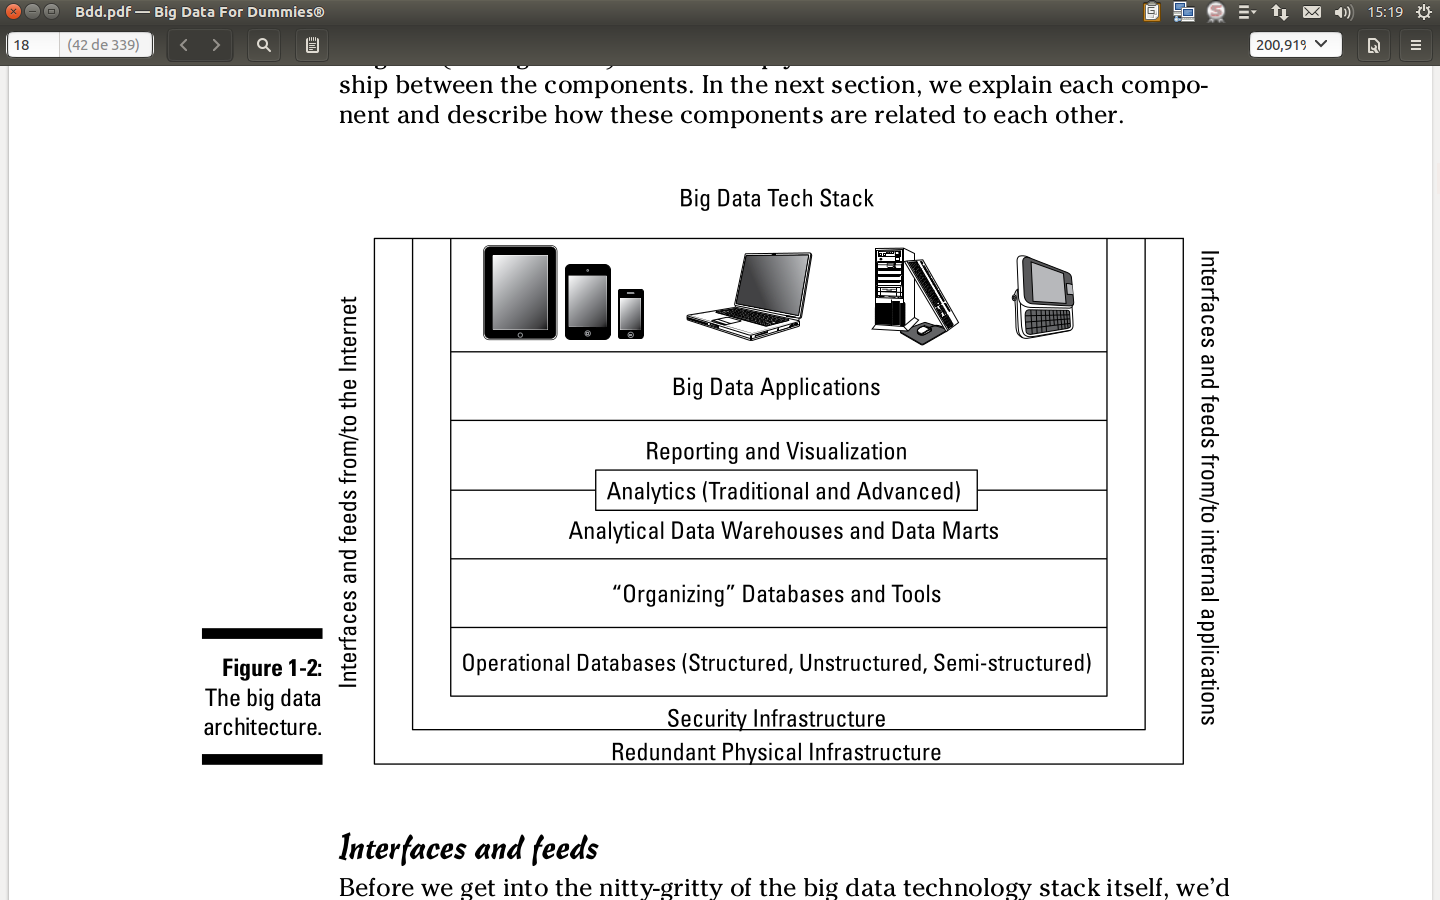 Bdd.pdf — Big Data For Dummies®
15:19
18 (42 de 339)
200,91%
ship between the components. In the next section, we explain each compo-
nent and describe how these components are related to each other.
Big Data Tech Stack
Interfaces and feeds from/to the Internet
Interfaces and feeds from/to internal applications
Big Data Applications
Reporting and Visualization
Analytics (Traditional and Advanced)
Analytical Data Warehouses and Data Marts
“Organizing” Databases and Tools
Operational Databases (Structured, Unstructured, Semi-structured)
Security Infrastructure
Redundant Physical Infrastructure
Figure 1-2:
The big data
architecture.
Interfaces and feeds
Before we get into the nitty-gritty of the big data technology stack itself, we’d